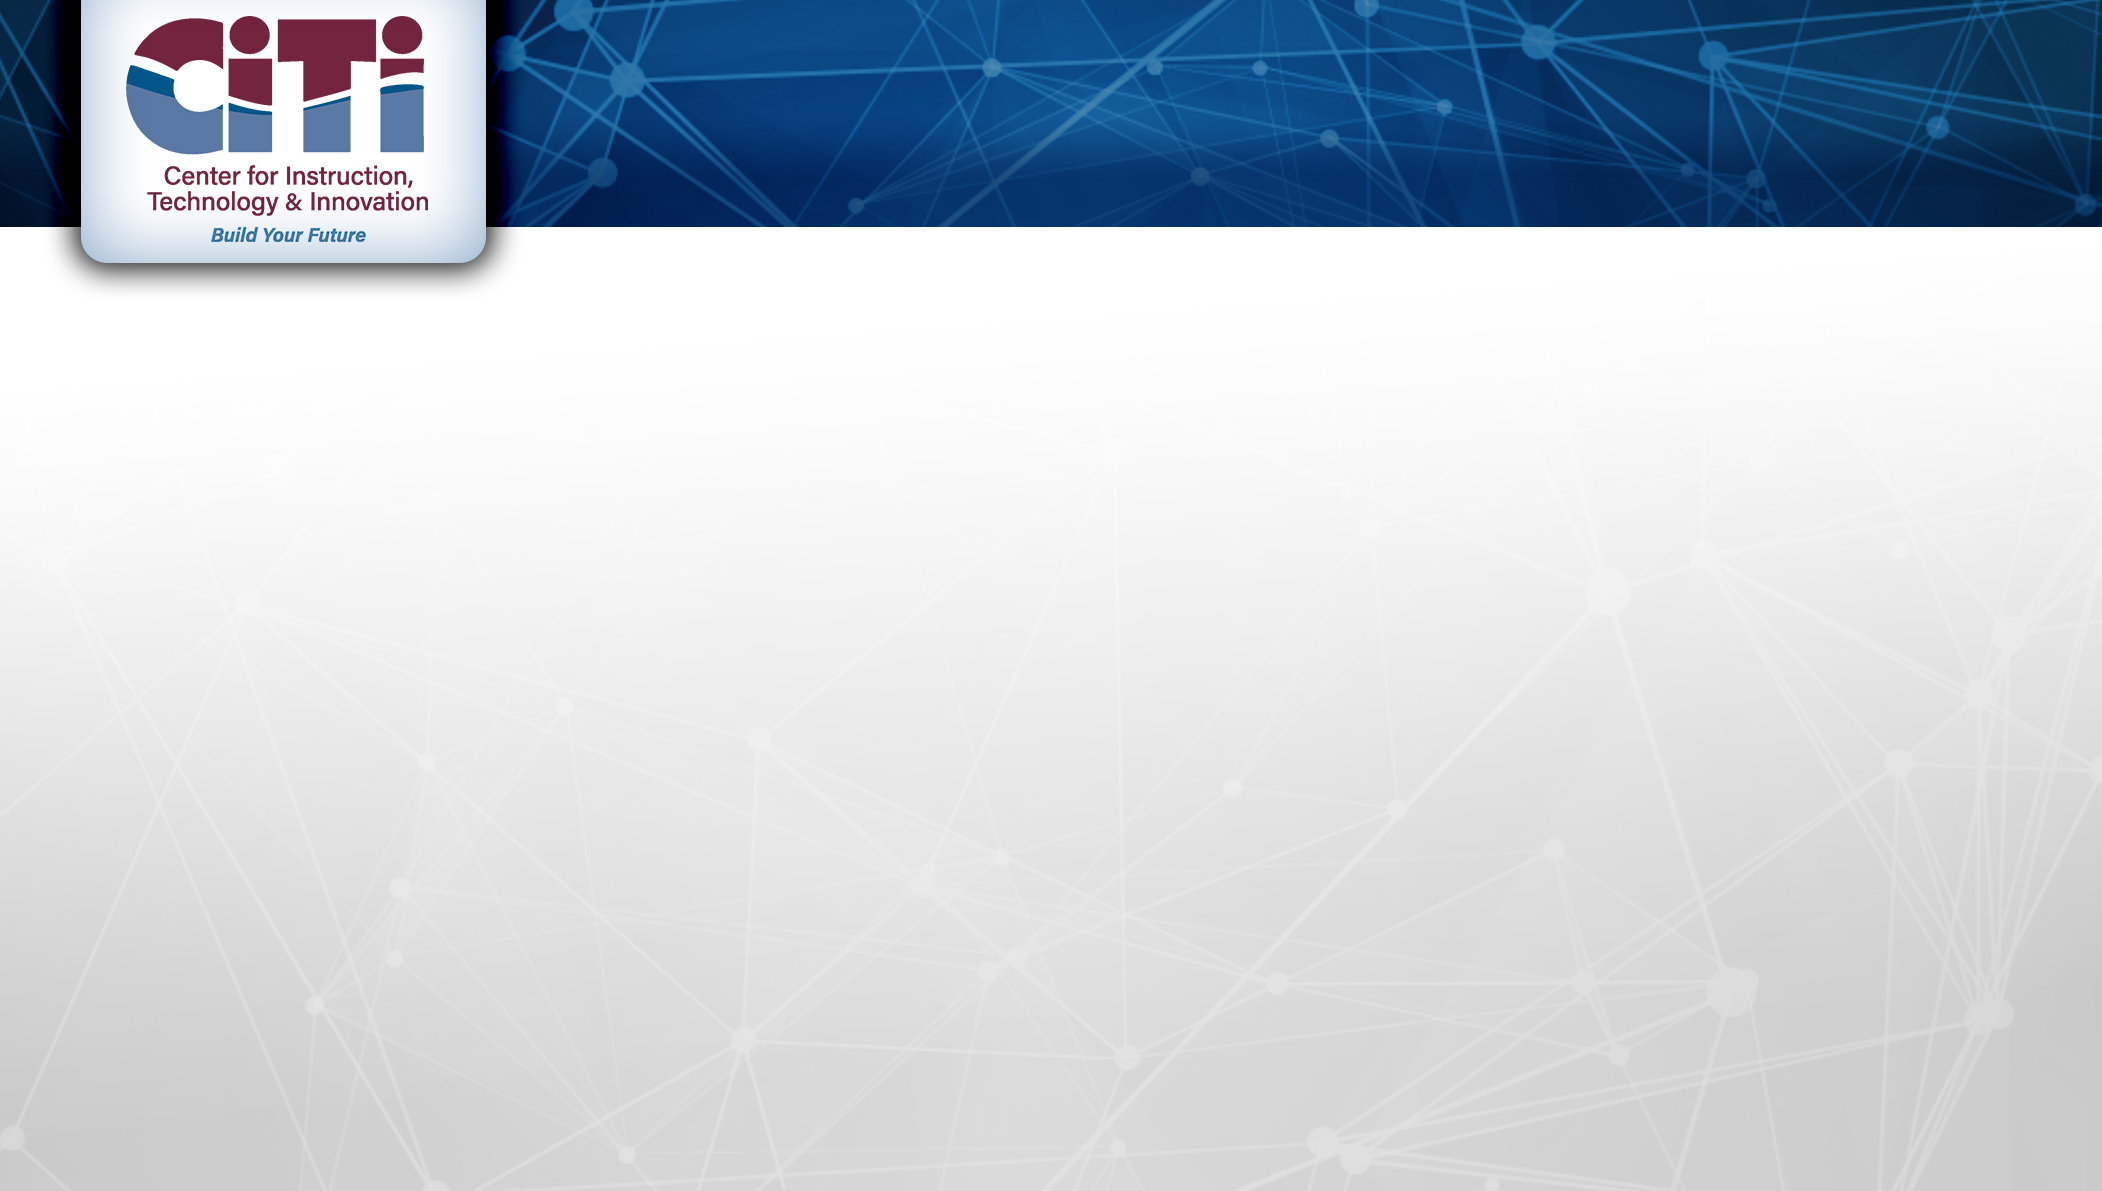 CiTi
Center for Instruction,
Technology & Innovation
Build Your Future